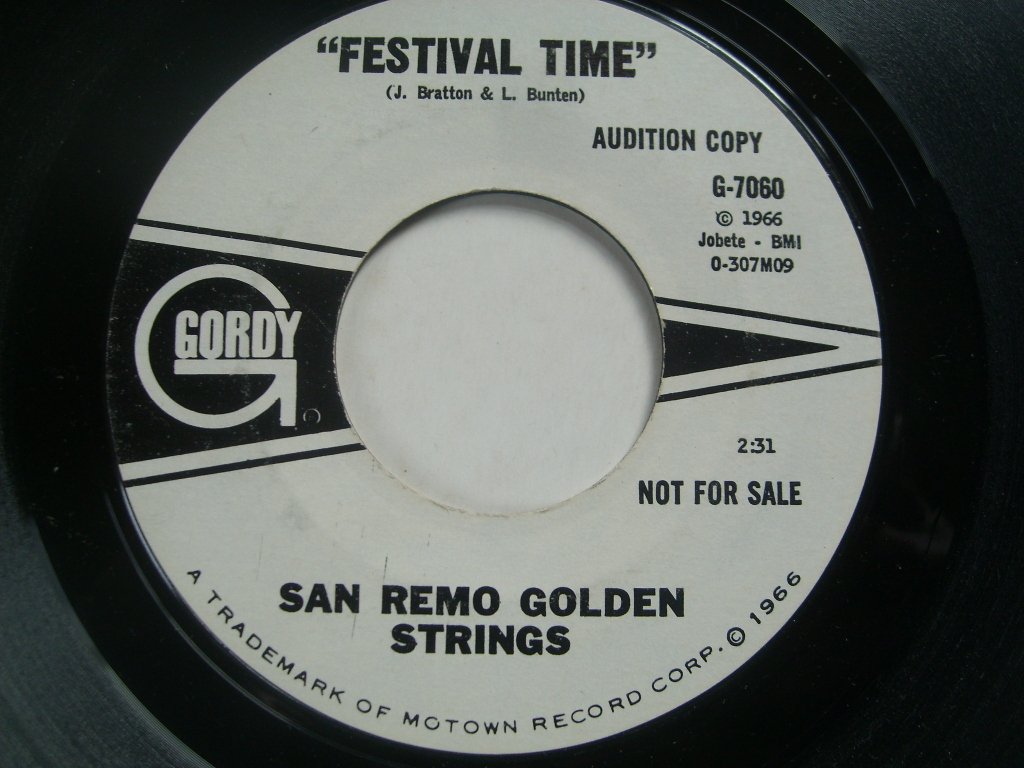 “FESTIVAL TIME”
(J. Bratton & L. Bunten)
AUDITION COPY
G-7060
© 1966
Jobete - BMI
O-307M09
GORDY
2:31
NOT FOR SALE
SAN REMO GOLDEN
STRINGS
A TRADEMARK OF MOTOWN RECORD CORP. © 1966